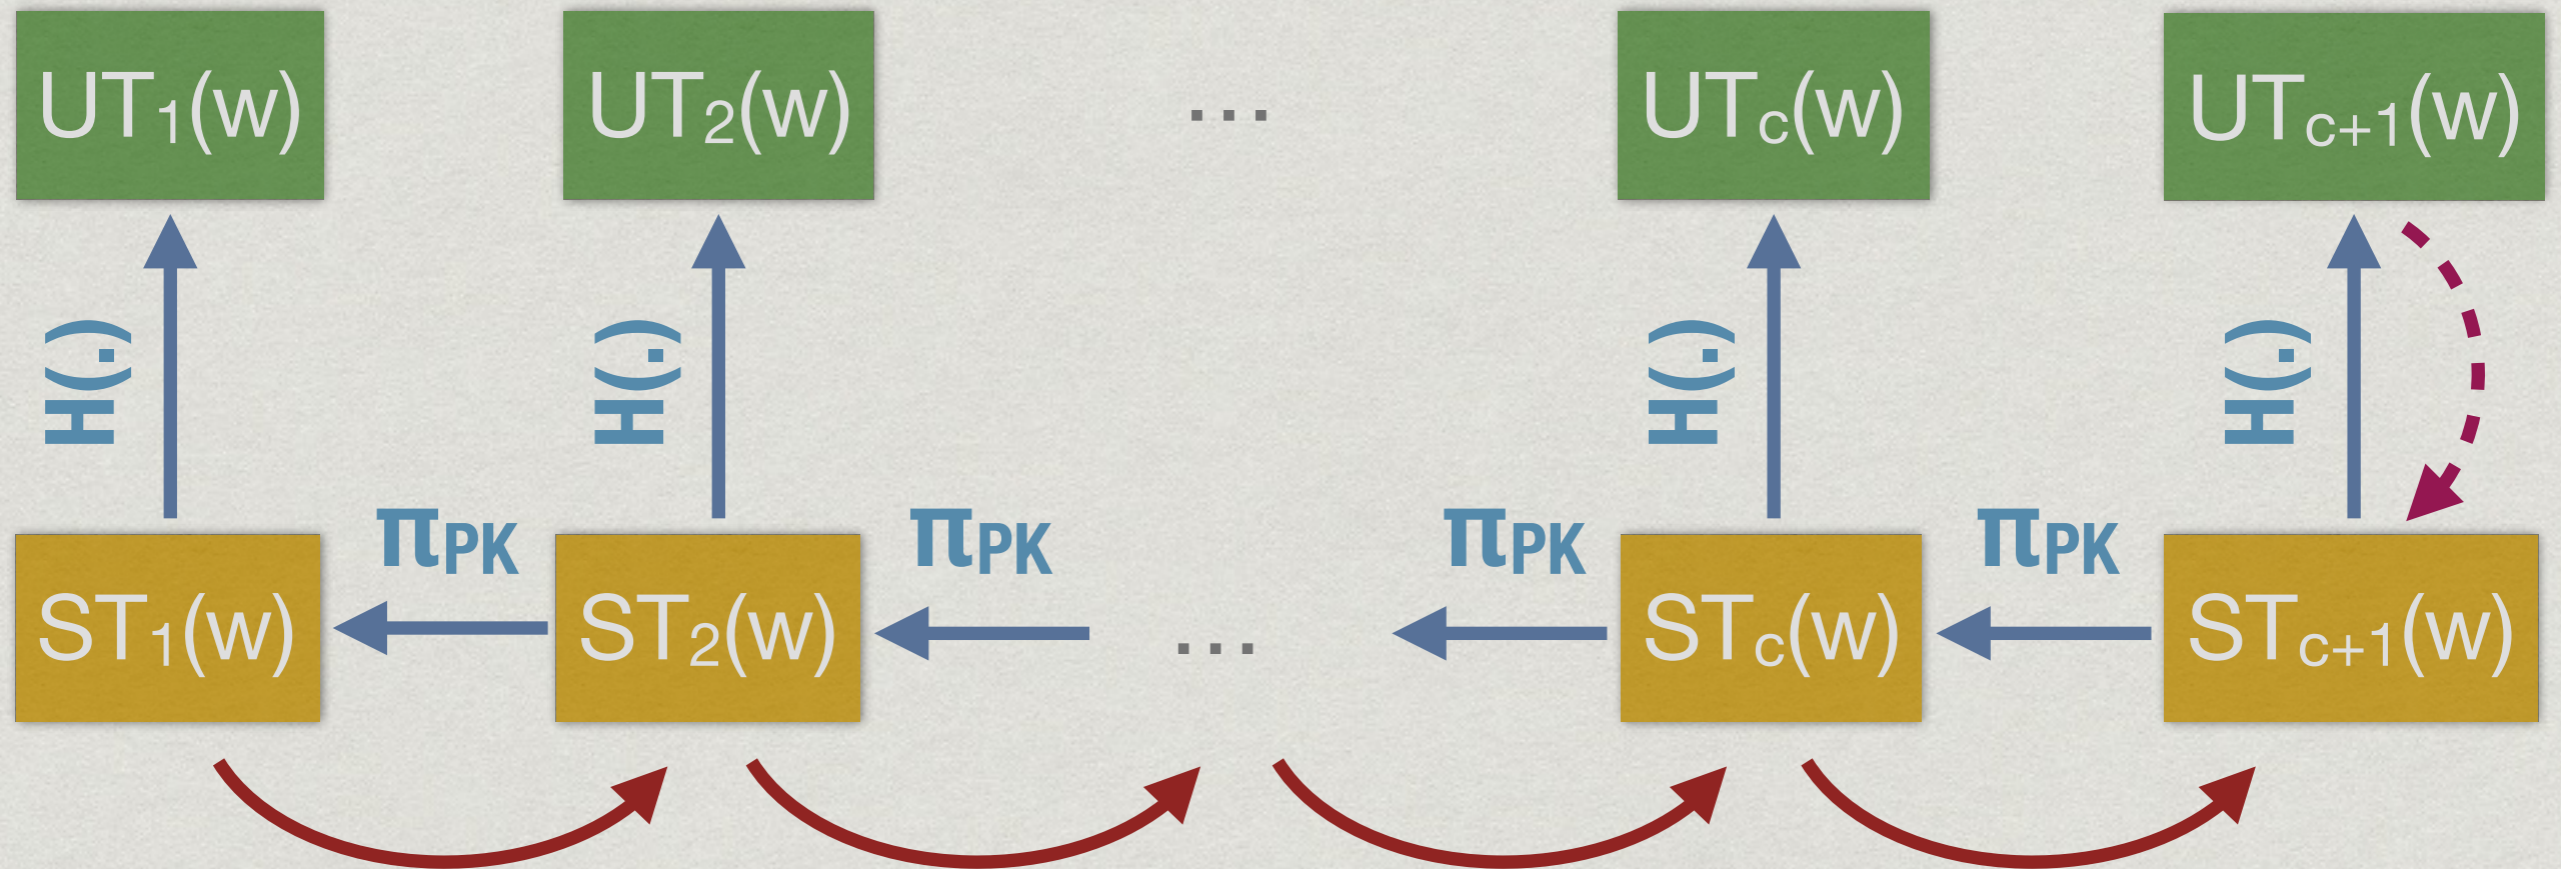 UT₁(w) UT₂(w) ... UTc(w) UTc+1(w)
H(.) H(.) H(.) H(.)
πPK πPK πPK πPK
ST₁(w) ST₂(w) ... STc(w) STc+1(w)